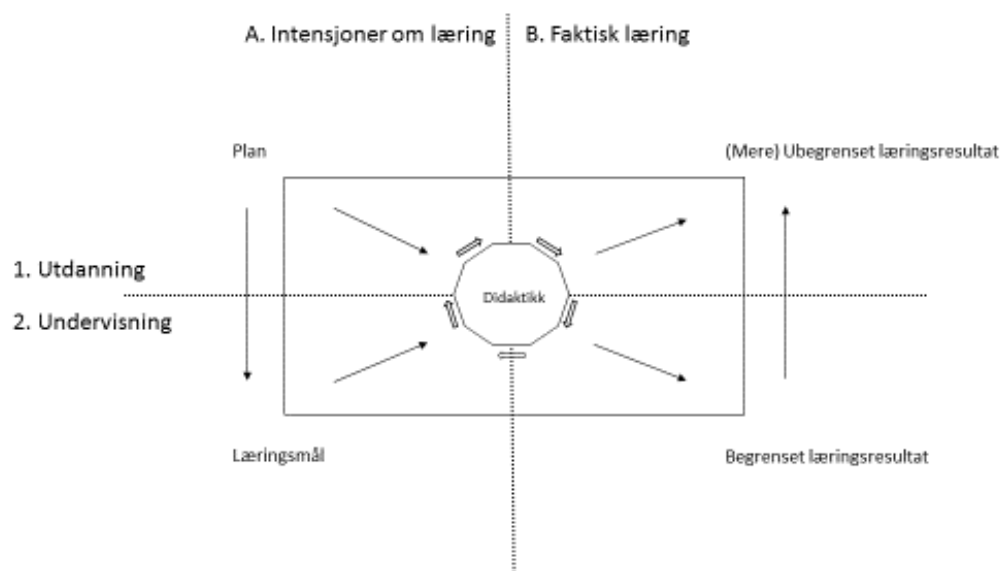 A. Intensjoner om læring
B. Faktisk læring
Plan
(Mere) Ubegrenset læringsresultat
1. Utdanning
Didaktikk
2. Undervisning
Læringsmål
Begrenset læringsresultat